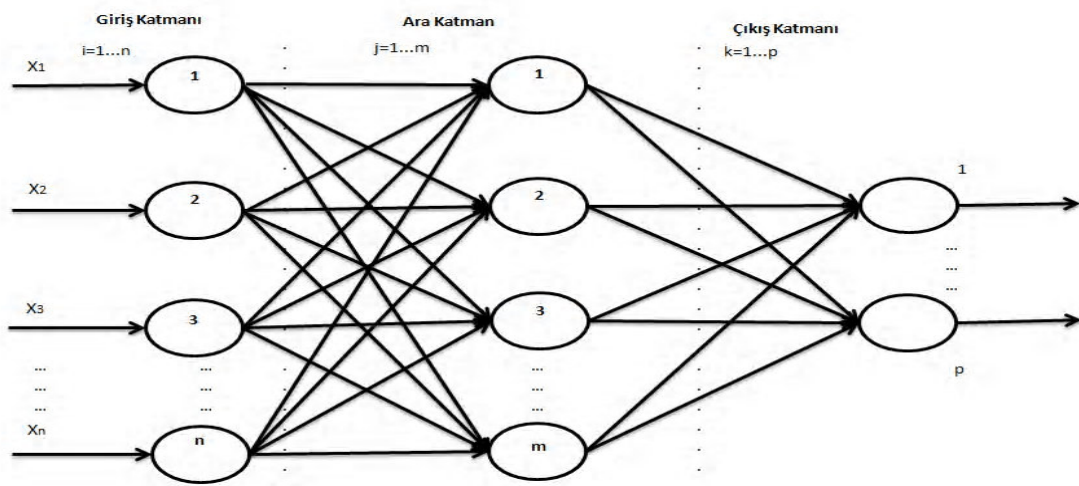 Giriş Katmanı
Ara Katman
Çıkış Katmanı
i=1...n
j=1...m
k=1...p
X1
1
1
X2
2
2
1
X3
3
3
...
...
...
...
...
...
...
...
...
...
...
...
p
Xn
n
m